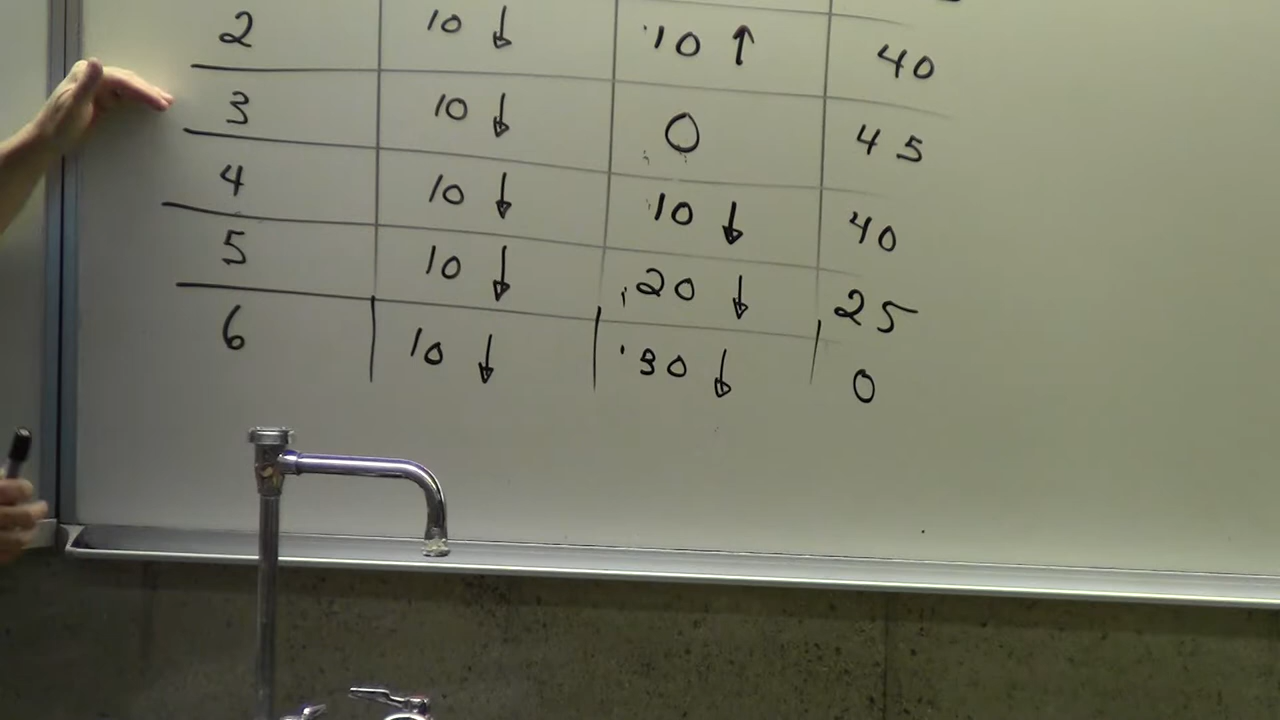 2 10 ↓ 10 ↑ 40
3 10 ↓ 0 45
4 10 ↓ 10 ↓ 40
5 10 ↓ 20 ↓ 25
6 10 ↓ 30 ↓ 0